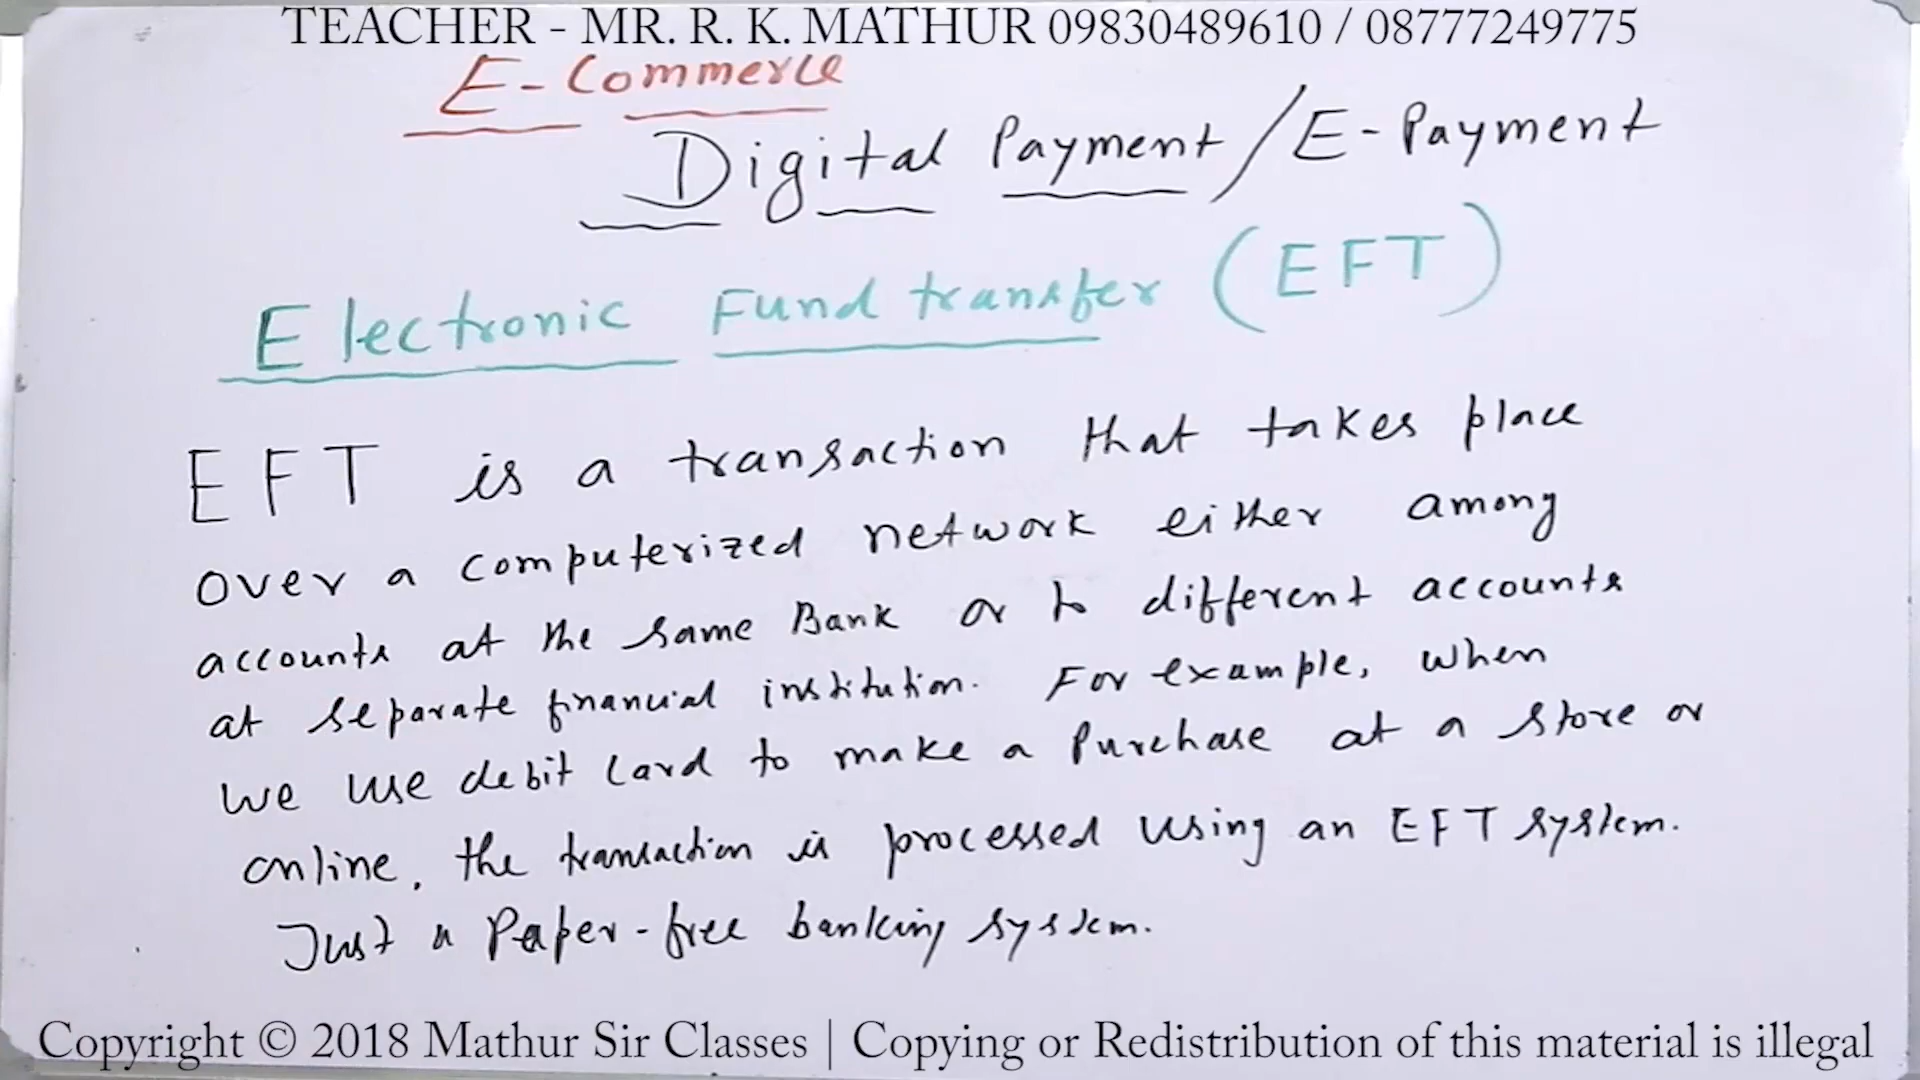 TEACHER - MR. R. K. MATHUR 09830489610 / 08777249775
E-Commerce
Digital Payment / E-Payment
Electronic Fund transfer (EFT)
EFT is a transaction that takes place
over a computerized network either among
accounts at the same Bank or to different accounts
at separate financial institution. For example, when
we use debit card to make a Purchase at a store or
online, the transaction is processed using an EFT system.
Just a Paper-free banking system.
Copyright © 2018 Mathur Sir Classes | Copying or Redistribution of this material is illegal